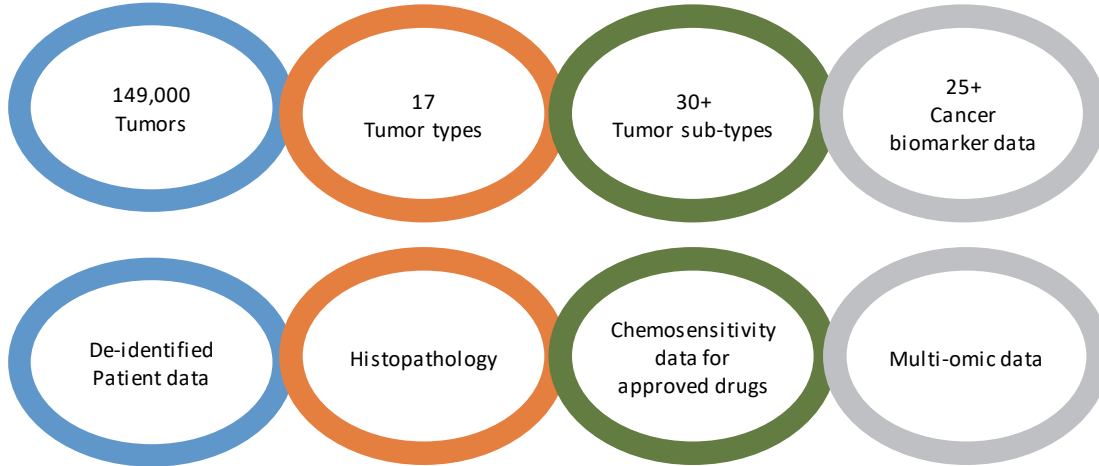 149,000
Tumors
17
Tumor types
30+
Tumor sub-types
25+
Cancer
biomarker data
De-identified
Patient data
Histopathology
Chemosensitivity
data for
approved drugs
Multi-omic data